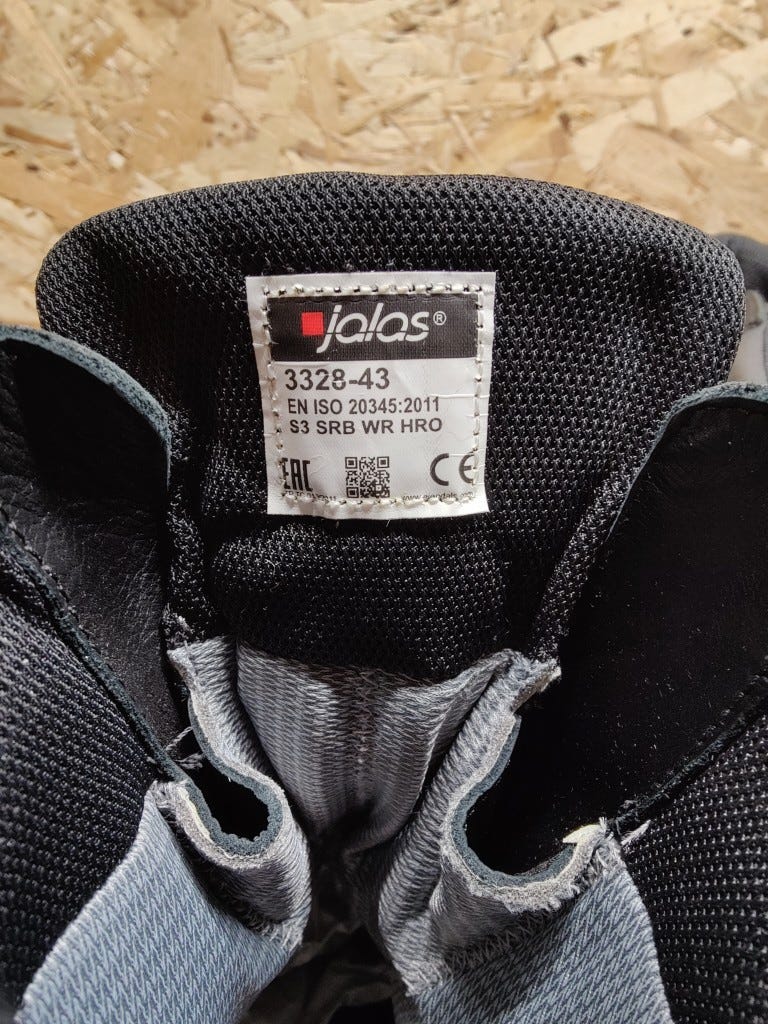 jalas®
3328-43
EN ISO 20345:2011
S3 SRB WR HRO
EAC CE